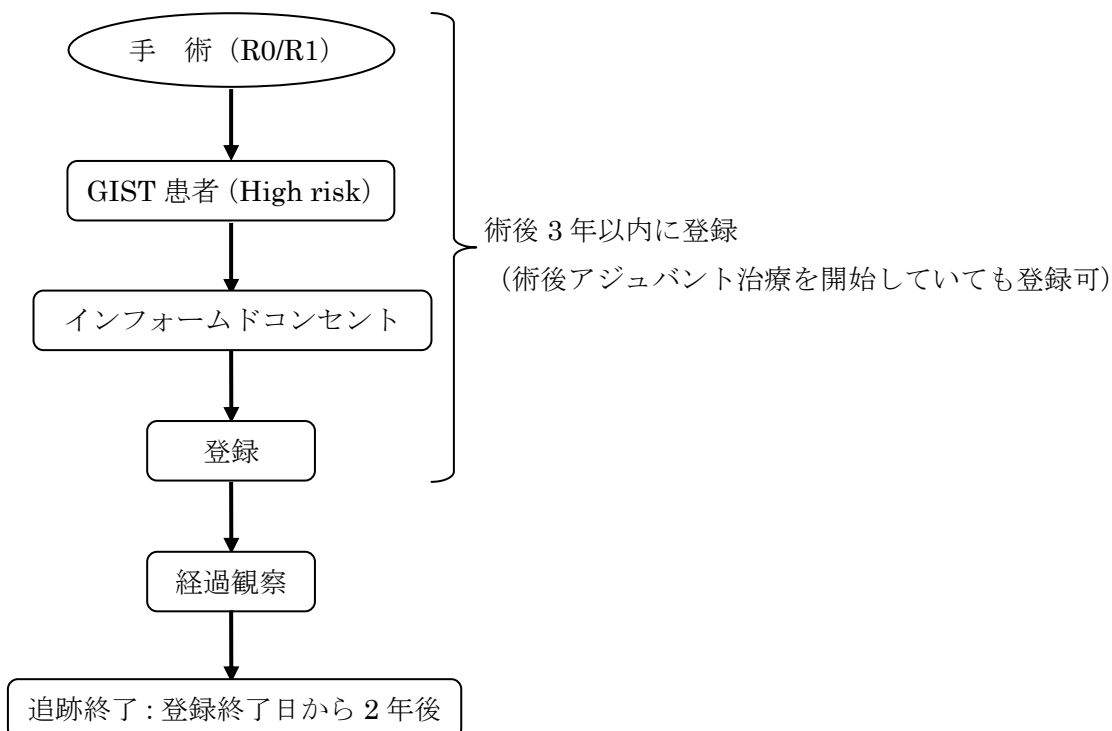 手 術（R0/R1）
GIST 患者（High risk）
術後 3 年以内に登録
（術後アジュバント治療を開始していても登録可）
インフォームドコンセント
登録
経過観察
追跡終了 : 登録終了日から 2 年後